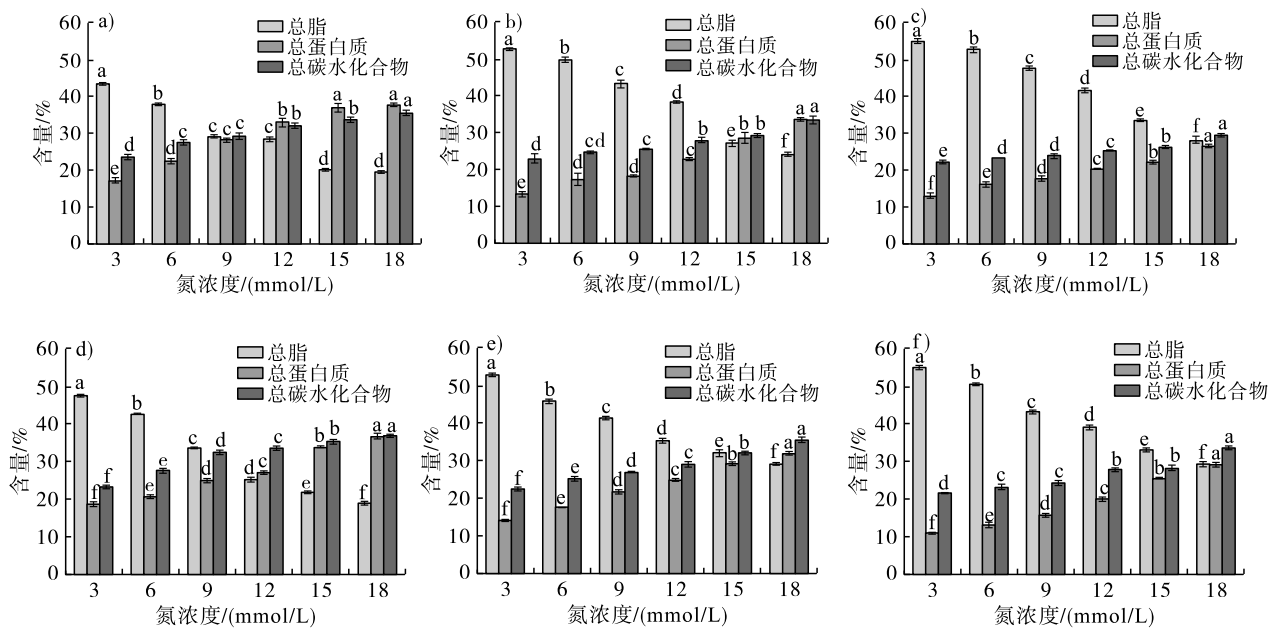 a)
总脂
总蛋白质
总碳水化合物
含量/%
60
50
40
30
20
10
0
a b c c c d
e d c b a a
d c c b b a
3 6 9 12 15 18
氮浓度/(mmol/L)
b)
总脂
总蛋白质
总碳水化合物
含量/%
60
50
40
30
20
10
0
a b c d e f
e d d c b a
d cd c b b a
3 6 9 12 15 18
氮浓度/(mmol/L)
c)
总脂
总蛋白质
总碳水化合物
含量/%
60
50
40
30
20
10
0
a b c d e f
f e d c b a
e d d c b a
3 6 9 12 15 18
氮浓度/(mmol/L)
d)
总脂
总蛋白质
总碳水化合物
含量/%
60
50
40
30
20
10
0
a b c d e f
f e d c b a
f e d c b a
3 6 9 12 15 18
氮浓度/(mmol/L)
e)
总脂
总蛋白质
总碳水化合物
含量/%
60
50
40
30
20
10
0
a b c c e f
f e d c b a
f e d c b a
3 6 9 12 15 18
氮浓度/(mmol/L)
f)
总脂
总蛋白质
总碳水化合物
含量/%
60
50
40
30
20
10
0
a b c d e f
f e d c b a
d c c b b a
3 6 9 12 15 18
氮浓度/(mmol/L)